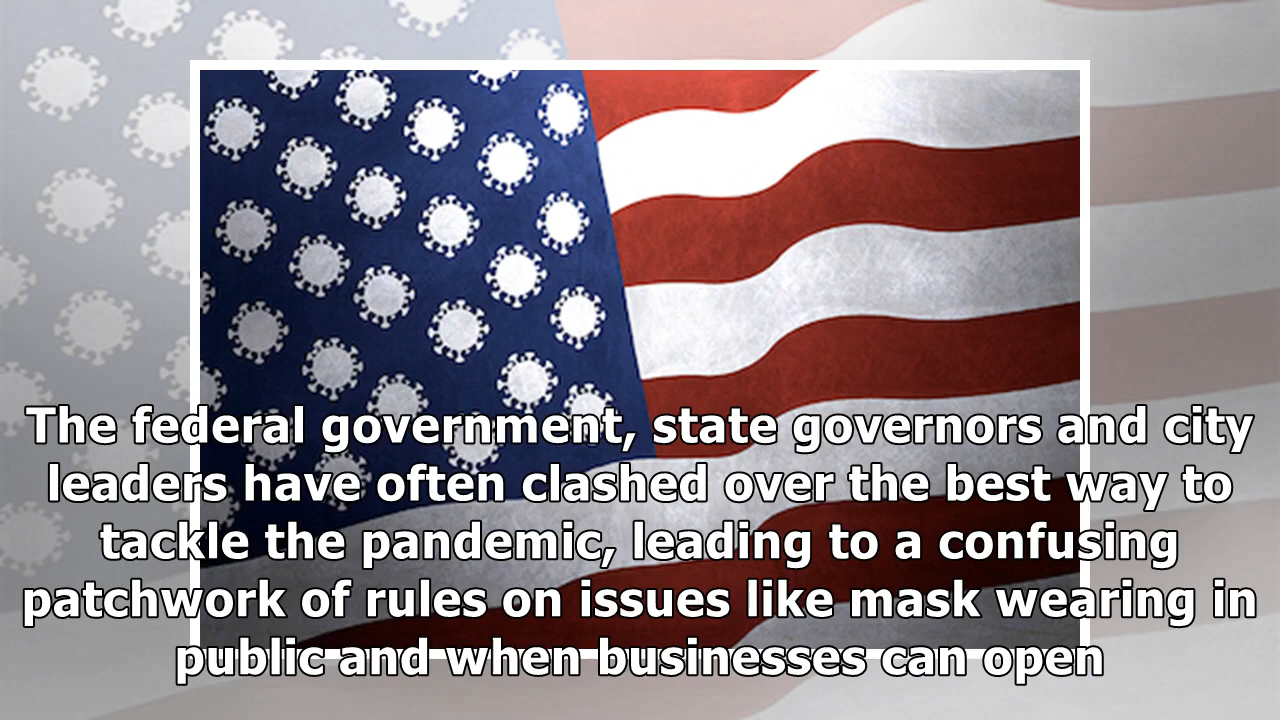 The federal government, state governors and city
leaders have often clashed over the best way to
tackle the pandemic, leading to a confusing
patchwork of rules on issues like mask wearing in
public and when businesses can open